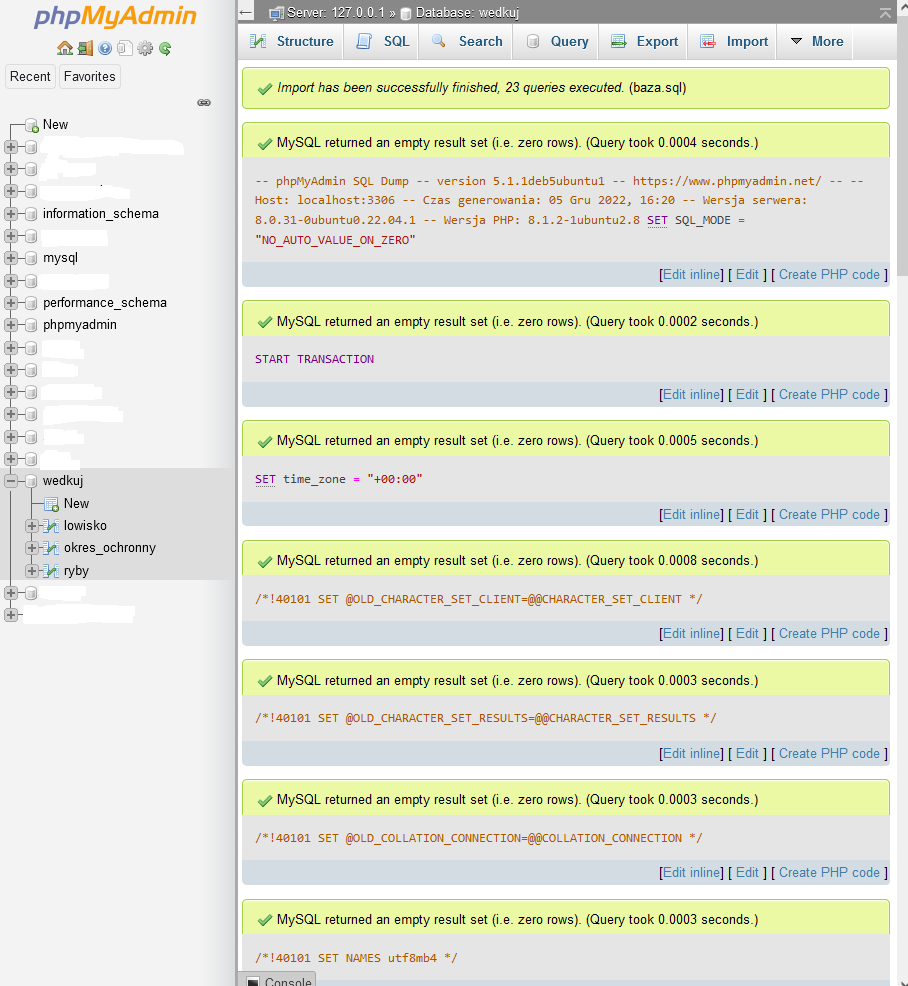 phpMyAdmin
Recent Favorites
New
information_schema
mysql
performance_schema
phpmyadmin
wedkuj
New
lowisko
okres_ochronny
ryby
Server: 127.0.0.1 » Database: wedkuj
Structure SQL Search Query Export Import More
Import has been successfully finished, 23 queries executed. (baza.sql)
MySQL returned an empty result set (i.e. zero rows). (Query took 0.0004 seconds.)
-- phpMyAdmin SQL Dump -- version 5.1.1deb5ubuntu1 -- https://www.phpmyadmin.net/ -- --
Host: localhost:3306 -- Czas generowania: 05 Gru 2022, 16:20 -- Wersja serwera:
8.0.31-0ubuntu0.22.04.1 -- Wersja PHP: 8.1.2-1ubuntu2.8 SET SQL_MODE =
"NO_AUTO_VALUE_ON_ZERO"
[Edit inline] [ Edit ] [ Create PHP code ]
MySQL returned an empty result set (i.e. zero rows). (Query took 0.0002 seconds.)
START TRANSACTION
[Edit inline] [ Edit ] [ Create PHP code ]
MySQL returned an empty result set (i.e. zero rows). (Query took 0.0005 seconds.)
SET time_zone = "+00:00"
[Edit inline] [ Edit ] [ Create PHP code ]
MySQL returned an empty result set (i.e. zero rows). (Query took 0.0008 seconds.)
/*!40101 SET @OLD_CHARACTER_SET_CLIENT=@@CHARACTER_SET_CLIENT */
[Edit inline] [ Edit ] [ Create PHP code ]
MySQL returned an empty result set (i.e. zero rows). (Query took 0.0003 seconds.)
/*!40101 SET @OLD_CHARACTER_SET_RESULTS=@@CHARACTER_SET_RESULTS */
[Edit inline] [ Edit ] [ Create PHP code ]
MySQL returned an empty result set (i.e. zero rows). (Query took 0.0003 seconds.)
/*!40101 SET @OLD_COLLATION_CONNECTION=@@COLLATION_CONNECTION */
[Edit inline] [ Edit ] [ Create PHP code ]
MySQL returned an empty result set (i.e. zero rows). (Query took 0.0003 seconds.)
/*!40101 SET NAMES utf8mb4 */
Console